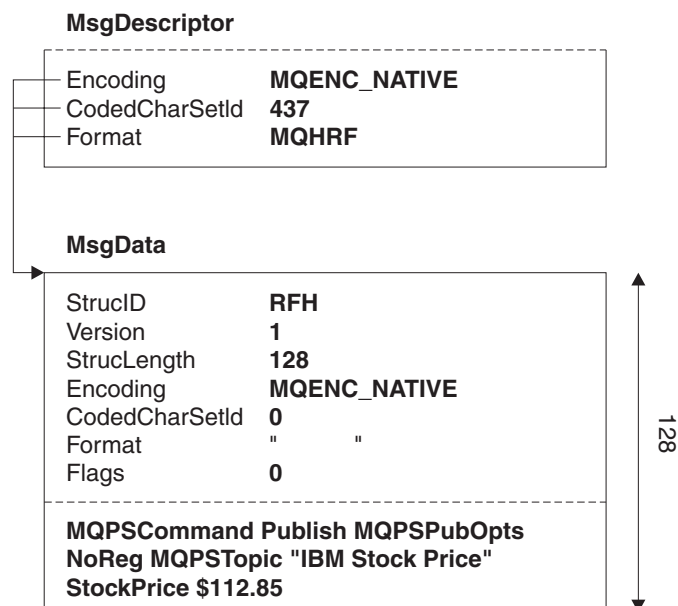 MsgDescriptor
Encoding MQENC_NATIVE
CodedCharSetId 437
Format MQHRF
MsgData
StrucID RFH
Version 1
StrucLength 128
Encoding MQENC_NATIVE
CodedCharSetId 0
Format " "
Flags 0
128
MQPSCommand Publish MQPSPubOpts
NoReg MQPSTopic "IBM Stock Price"
StockPrice $112.85